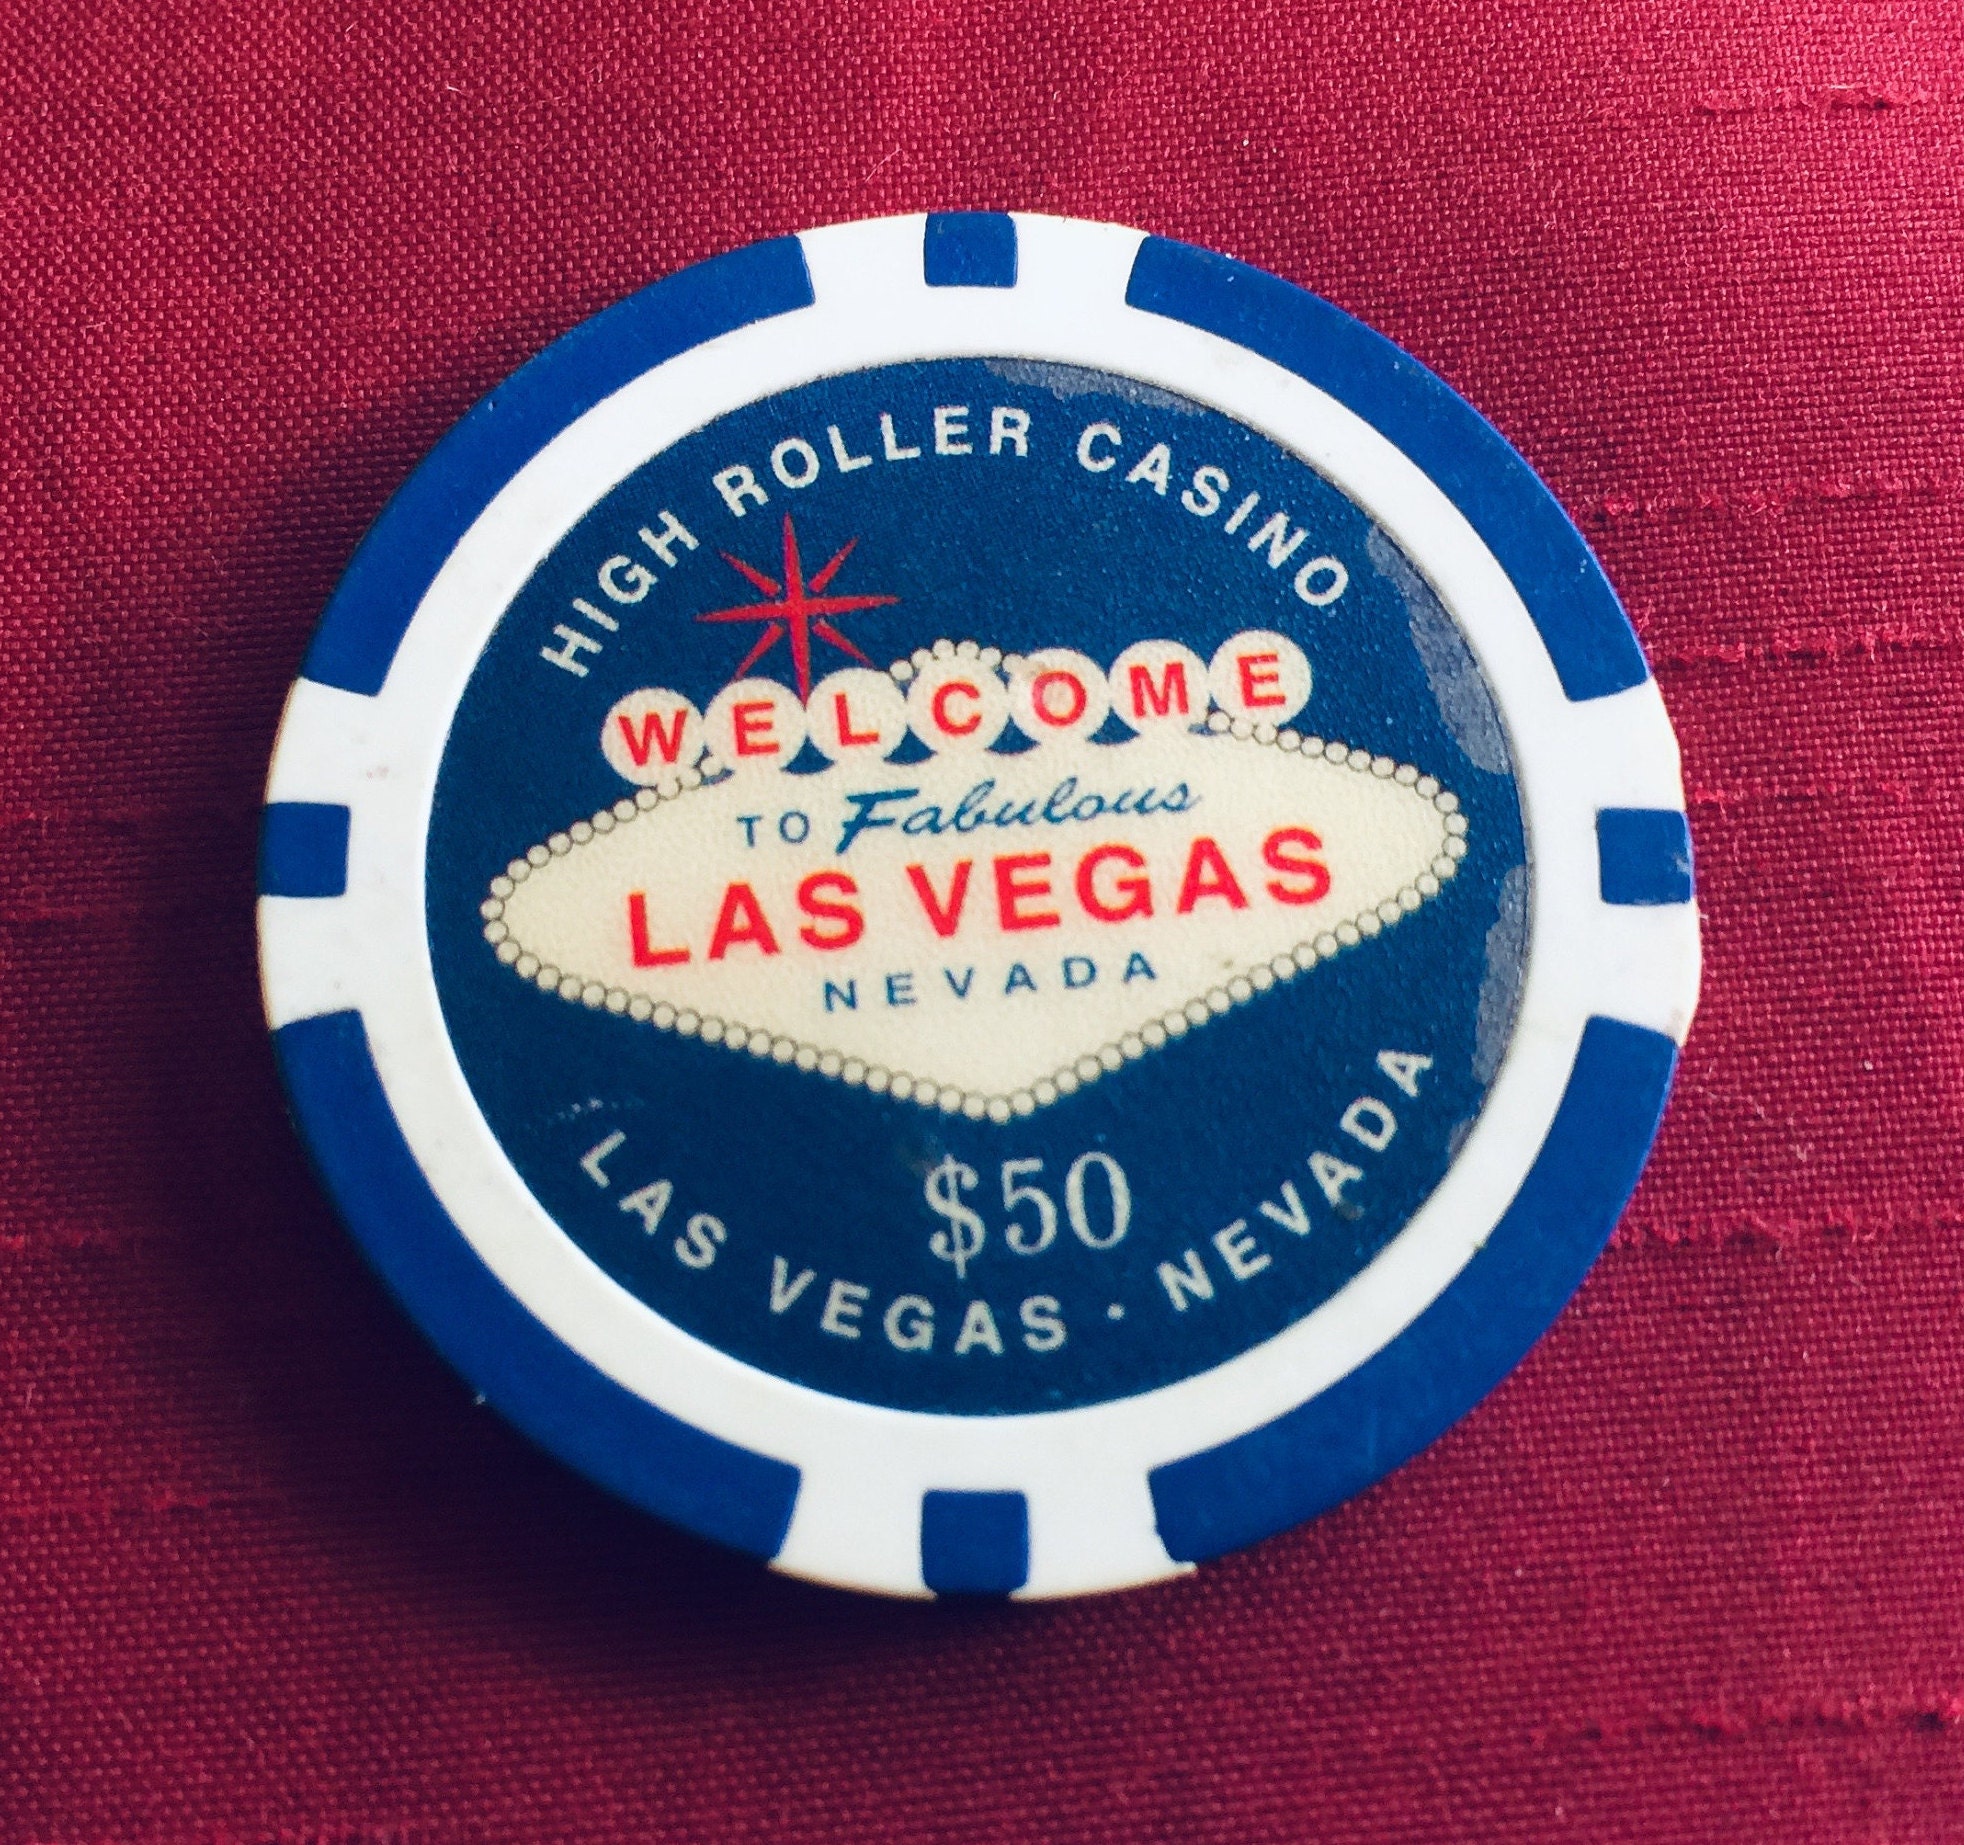 HIGH ROLLER CASINO
WELCOME
TO Fabulous
LAS VEGAS
NEVADA
$50
LAS VEGAS · NEVADA